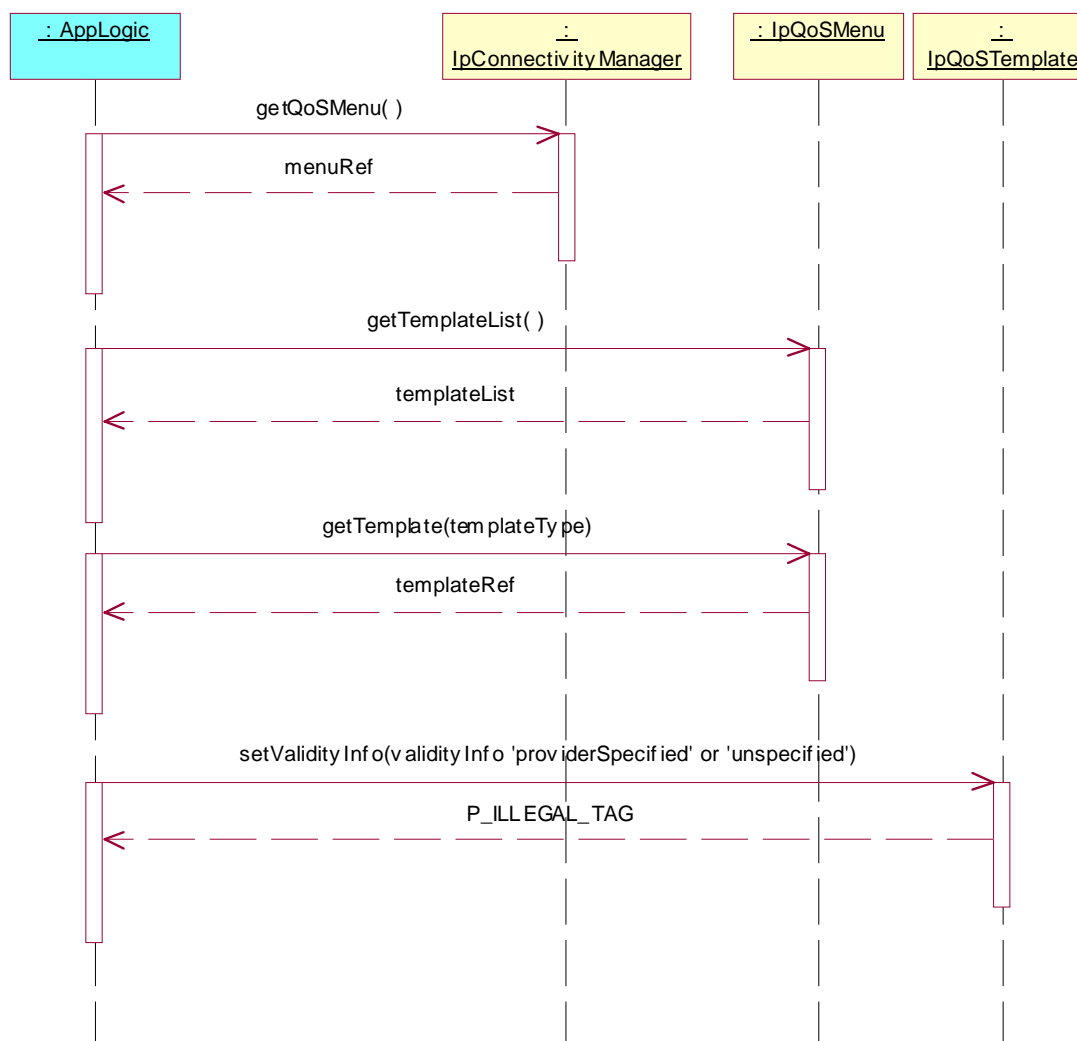 : AppLogic
:
IpConnectivityManager
: IpQoSMenu
:
IpQoSTemplate
getQoSMenu( )
menuRef
getTemplateList( )
templateList
getTemplate(templateType)
templateRef
setValidityInfo(validityInfo 'providerSpecified' or 'unspecified')
P_ILLEGAL_TAG